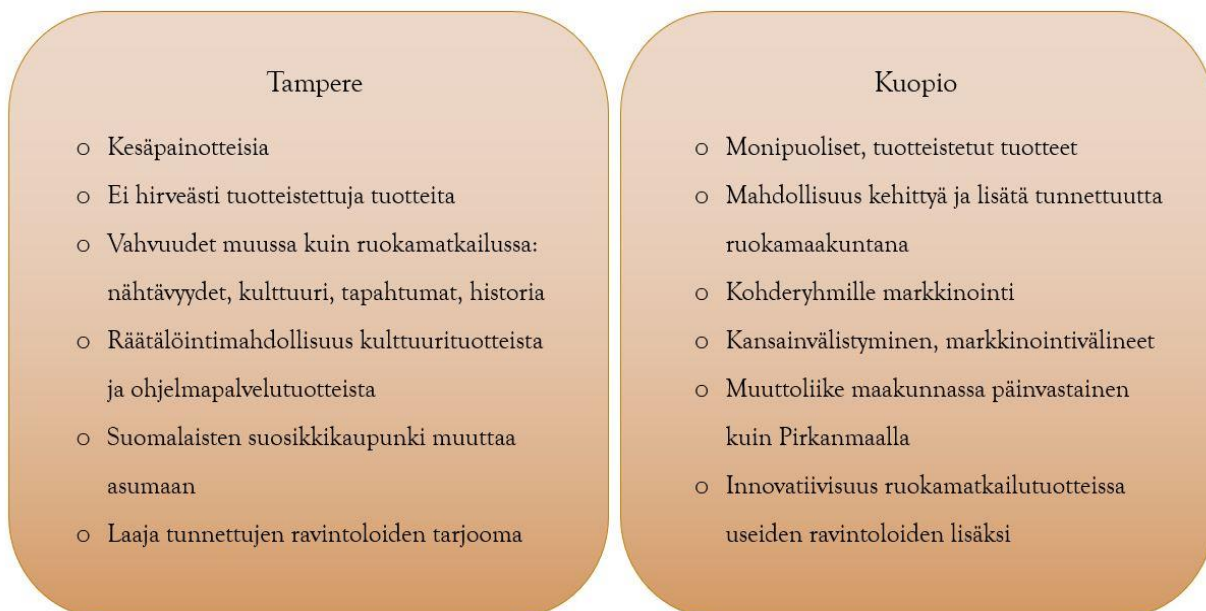 Tampere
o Kesäpainotteisia
o Ei hirveästi tuotteistettuja tuotteita
o Vahvuudet muussa kuin ruokamatkailussa:
nähtävyydet, kulttuuri, tapahtumat, historia
o Räätälöintimahdollisuus kulttuurituotteista
ja ohjelmapalvelutuotteista
o Suomalaisten suosikkikaupunki muuttaa
asumaan
o Laaja tunnettujen ravintoloiden tarjooma
Kuopio
o Monipuoliset, tuotteistetut tuotteet
o Mahdollisuus kehittyä ja lisätä tunnettuutta
ruokamaakuntana
o Kohderyhmille markkinointi
o Kansainvälistyminen, markkinointivälineet
o Muuttoliike maakunnassa päinvastainen
kuin Pirkanmaalla
o Innovatiivisuus ruokamatkailutuotteissa
useiden ravintoloiden lisäksi